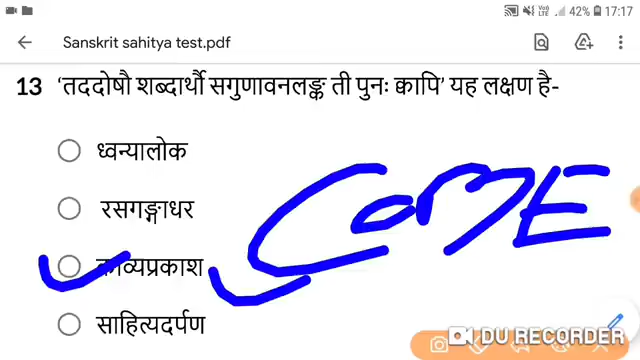 17:17
42%
Sanskrit sahitya test.pdf
13 'तददोषौ शब्दार्थौ सगुणावनलङ्कृती पुनः क्वापि' यह लक्षण है-
ध्वन्यालोक
रसगङ्गाधर
काव्यप्रकाश
साहित्यदर्पण
DU RECORDER